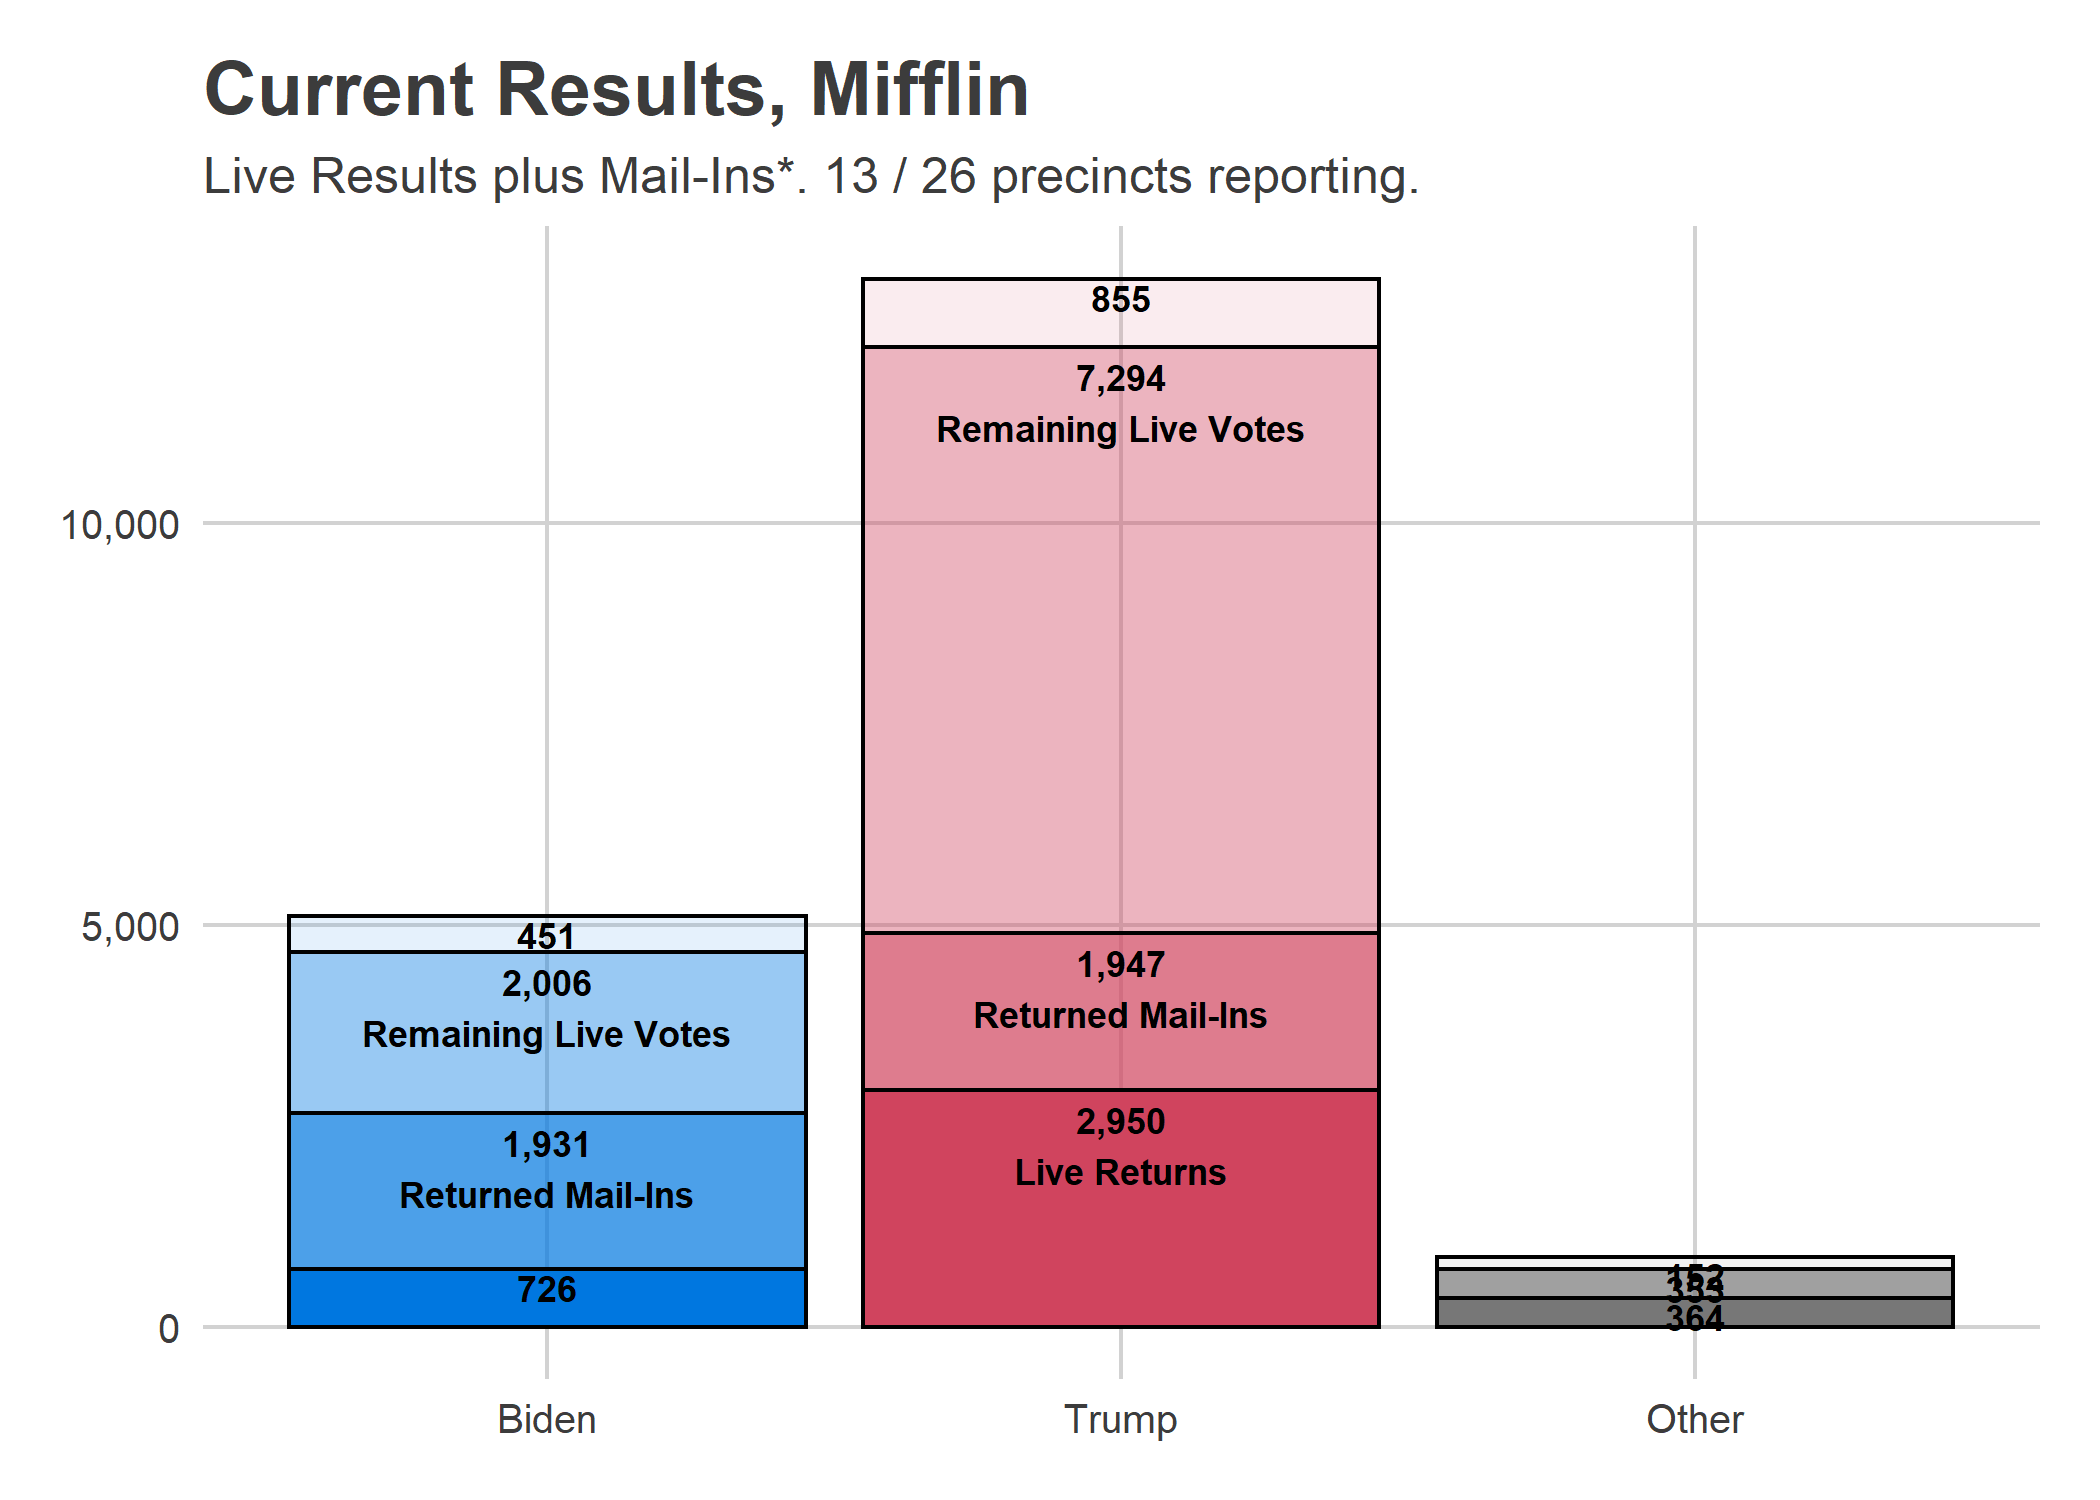 Current Results, Mifflin
Live Results plus Mail-Ins*. 13 / 26 precincts reporting.
855
7,294
Remaining Live Votes
10,000
5,000
451
2,006
Remaining Live Votes
1,947
Returned Mail-Ins
1,931
Returned Mail-Ins
2,950
Live Returns
726
152
353
364
0
Biden
Trump
Other